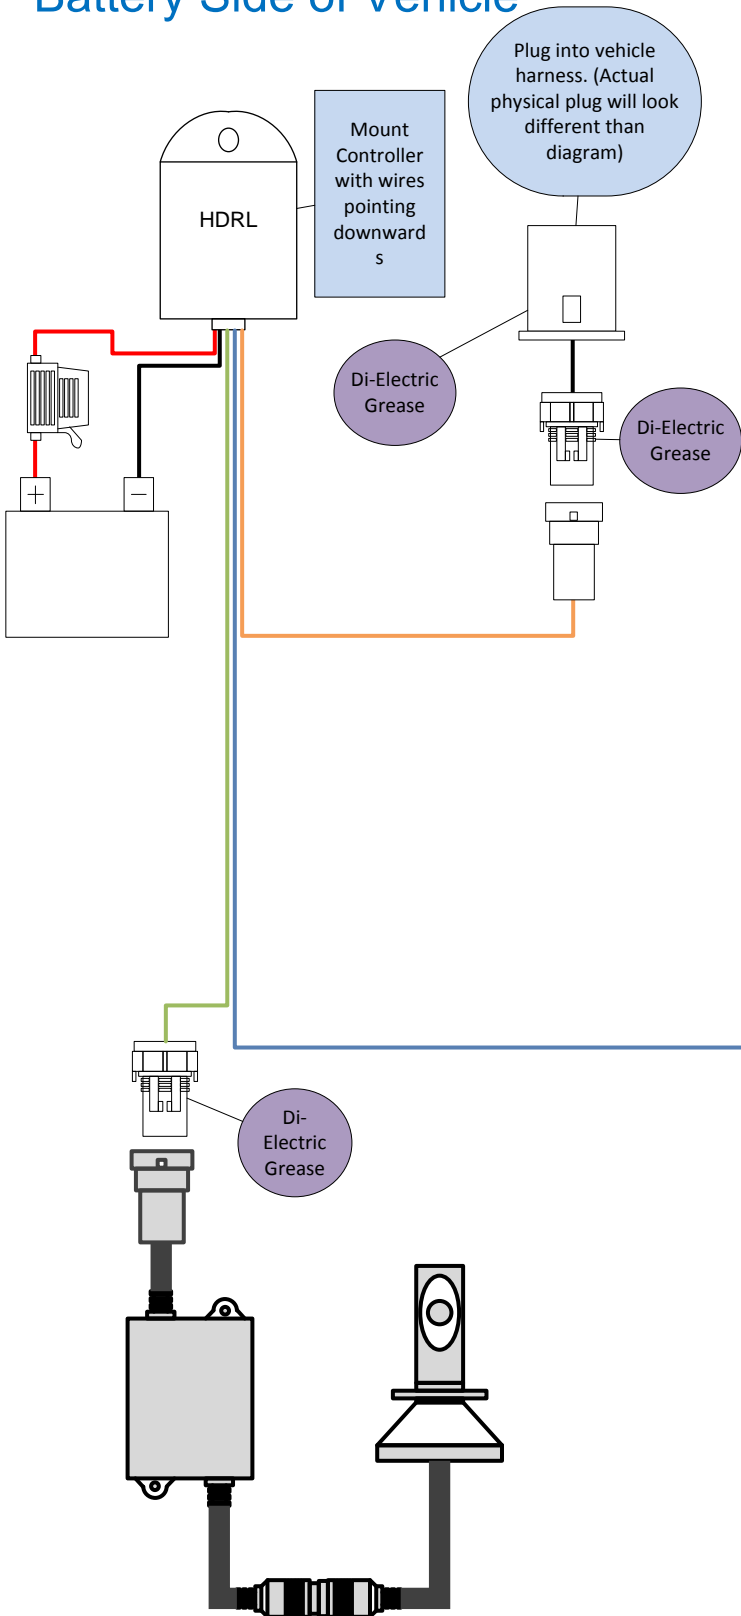 Battery Side of Vehicle
Plug into vehicle
harness. (Actual
physical plug will look
different than
diagram)
Mount
Controller
with wires
pointing
downward
s
HDRL
Di-Electric
Grease
Di-Electric
Grease
+
−
Di-
Electric
Grease